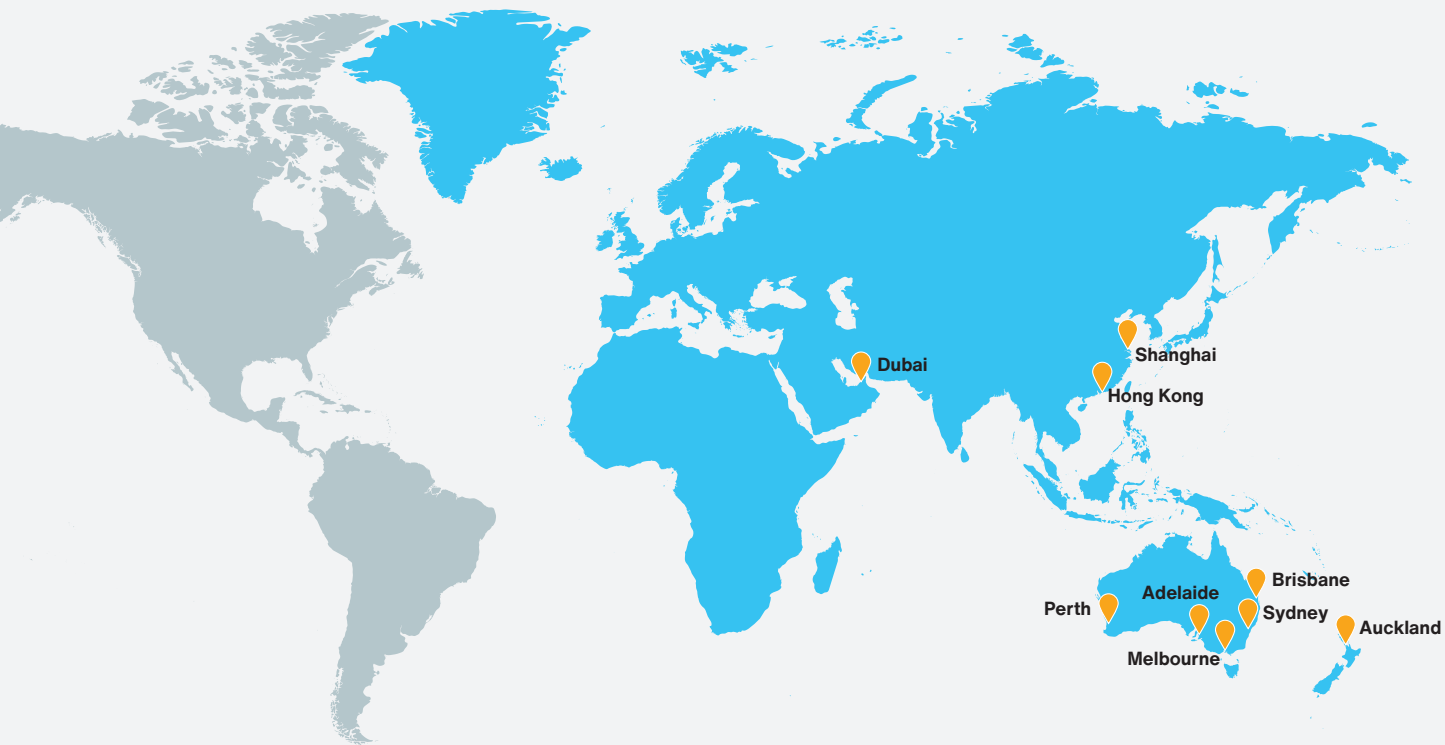 Shanghai
Dubai
Hong Kong
Brisbane
Adelaide
Perth
Sydney
Auckland
Melbourne